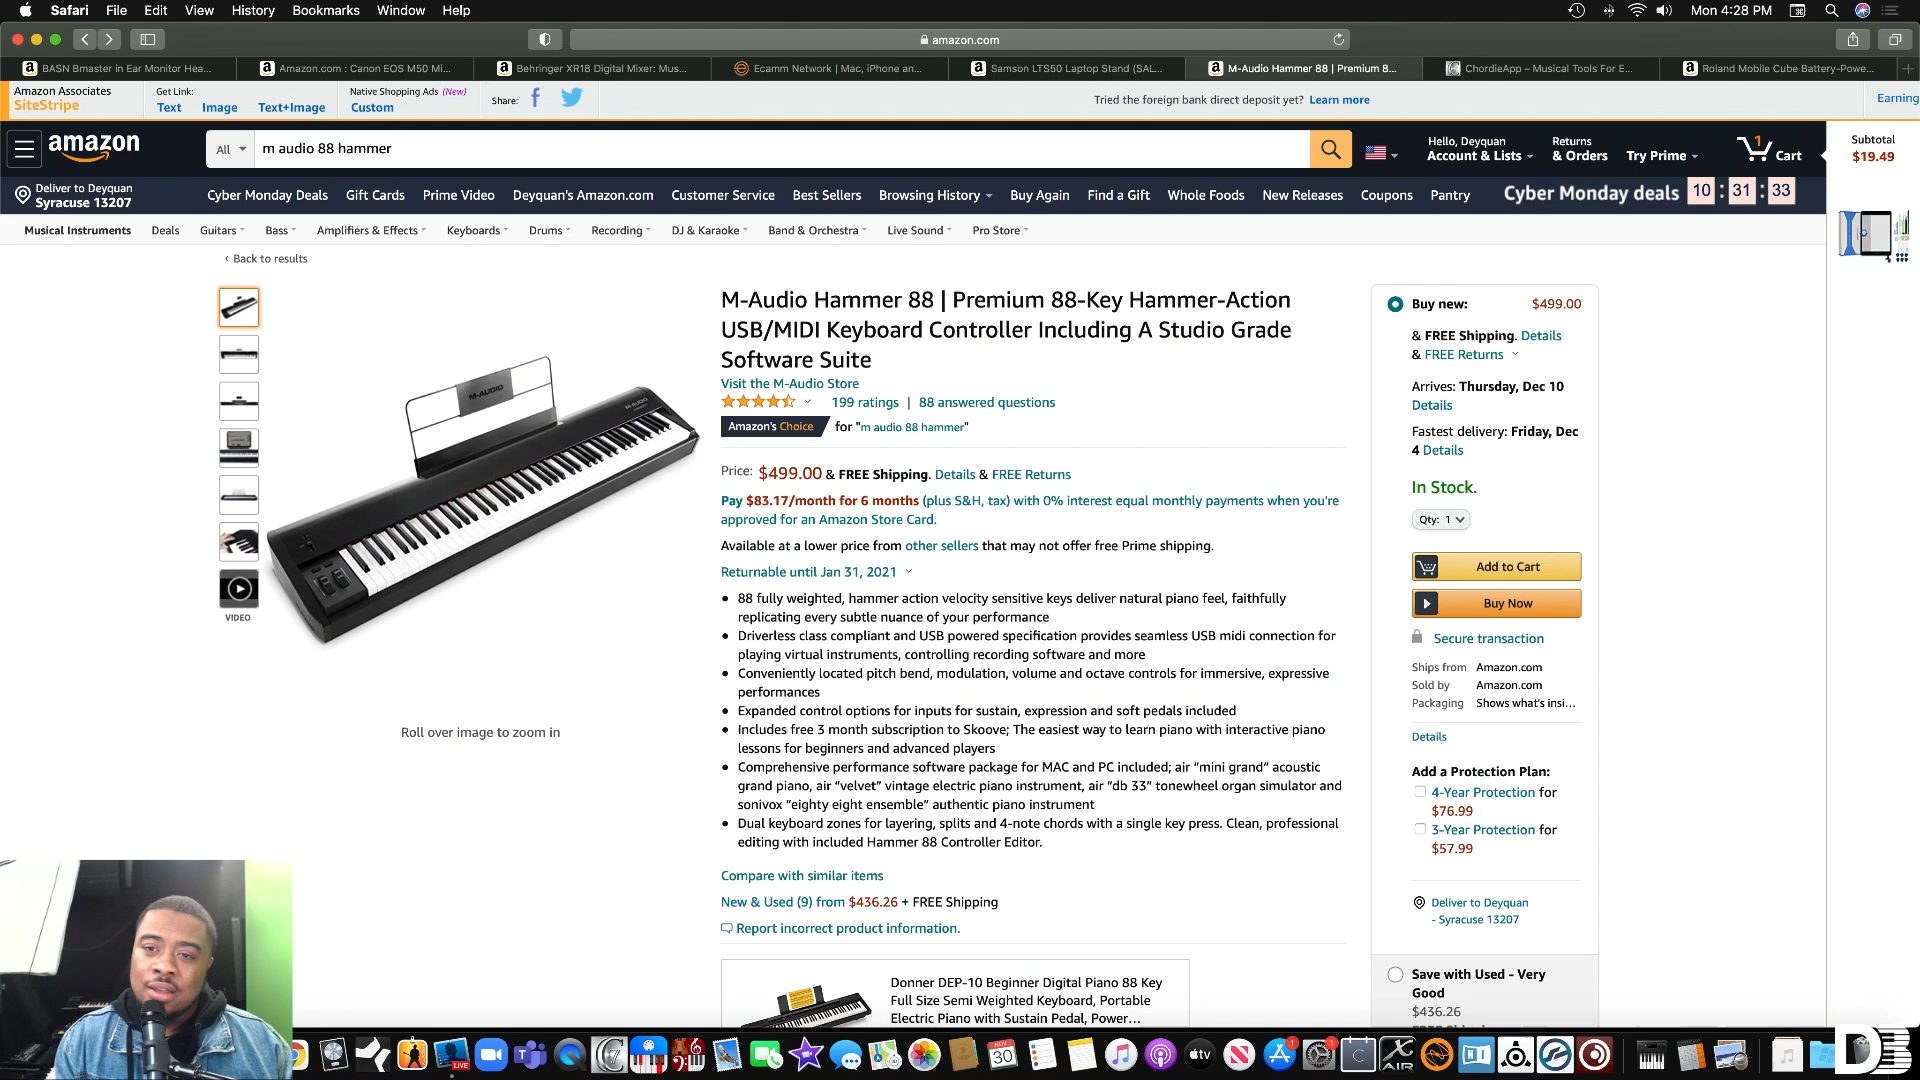 Safari File Edit View History Bookmarks Window Help
Mon 4:28 PM
amazon.com
BASN Bmaster in Ear Monitor Hea...
Amazon.com : Canon EOS M50 Mi...
Behringer XR18 Digital Mixer: Mus...
Ecamm Network | Mac, iPhone an...
Samson LTS50 Laptop Stand (SAL...
M-Audio Hammer 88 | Premium 8...
ChordieApp – Musical Tools For E...
Roland Mobile Cube Battery-Powe...
Amazon Associates
SiteStripe
Get Link:
Text Image Text+Image
Native Shopping Ads (New)
Custom
Share:
Tried the foreign bank direct deposit yet? Learn more
Earning
amazon
All
m audio 88 hammer
Hello, Deyquan
Account & Lists
Returns
& Orders
Try Prime
1
Cart
Subtotal
$19.49
Deliver to Deyquan
Syracuse 13207
Cyber Monday Deals Gift Cards Prime Video Deyquan's Amazon.com Customer Service Best Sellers Browsing History Buy Again Find a Gift Whole Foods New Releases Coupons Pantry
Cyber Monday deals 10 : 31 : 33
Musical Instruments Deals Guitars Bass Amplifiers & Effects Keyboards Drums Recording DJ & Karaoke Band & Orchestra Live Sound Pro Store
‹ Back to results
M-AUDIO
M-AUDIO
VIDEO
Roll over image to zoom in
M-Audio Hammer 88 | Premium 88-Key Hammer-Action
USB/MIDI Keyboard Controller Including A Studio Grade
Software Suite
Visit the M-Audio Store
199 ratings | 88 answered questions
Amazon's Choice for "m audio 88 hammer"
Price: $499.00 & FREE Shipping. Details & FREE Returns
Pay $83.17/month for 6 months (plus S&H, tax) with 0% interest equal monthly payments when you're
approved for an Amazon Store Card.
Available at a lower price from other sellers that may not offer free Prime shipping.
Returnable until Jan 31, 2021
• 88 fully weighted, hammer action velocity sensitive keys deliver natural piano feel, faithfully
replicating every subtle nuance of your performance
• Driverless class compliant and USB powered specification provides seamless USB midi connection for
playing virtual instruments, controlling recording software and more
• Conveniently located pitch bend, modulation, volume and octave controls for immersive, expressive
performances
• Expanded control options for inputs for sustain, expression and soft pedals included
• Includes free 3 month subscription to Skoove; The easiest way to learn piano with interactive piano
lessons for beginners and advanced players
• Comprehensive performance software package for MAC and PC included; air “mini grand” acoustic
grand piano, air “velvet” vintage electric piano instrument, air “db 33” tonewheel organ simulator and
sonivox “eighty eight ensemble” authentic piano instrument
• Dual keyboard zones for layering, splits and 4-note chords with a single key press. Clean, professional
editing with included Hammer 88 Controller Editor.
Compare with similar items
New & Used (9) from $436.26 + FREE Shipping
Report incorrect product information.
Donner DEP-10 Beginner Digital Piano 88 Key
Full Size Semi Weighted Keyboard, Portable
Electric Piano with Sustain Pedal, Power...
Buy new: $499.00
& FREE Shipping. Details
& FREE Returns
Arrives: Thursday, Dec 10
Details
Fastest delivery: Friday, Dec
4 Details
In Stock.
Qty: 1
Add to Cart
Buy Now
Secure transaction
Ships from Amazon.com
Sold by Amazon.com
Packaging Shows what's insi...
Details
Add a Protection Plan:
4-Year Protection for
$76.99
3-Year Protection for
$57.99
Deliver to Deyquan
- Syracuse 13207
Save with Used - Very
Good
$436.26
LIVE
NOV
30
tv
AIR
DB